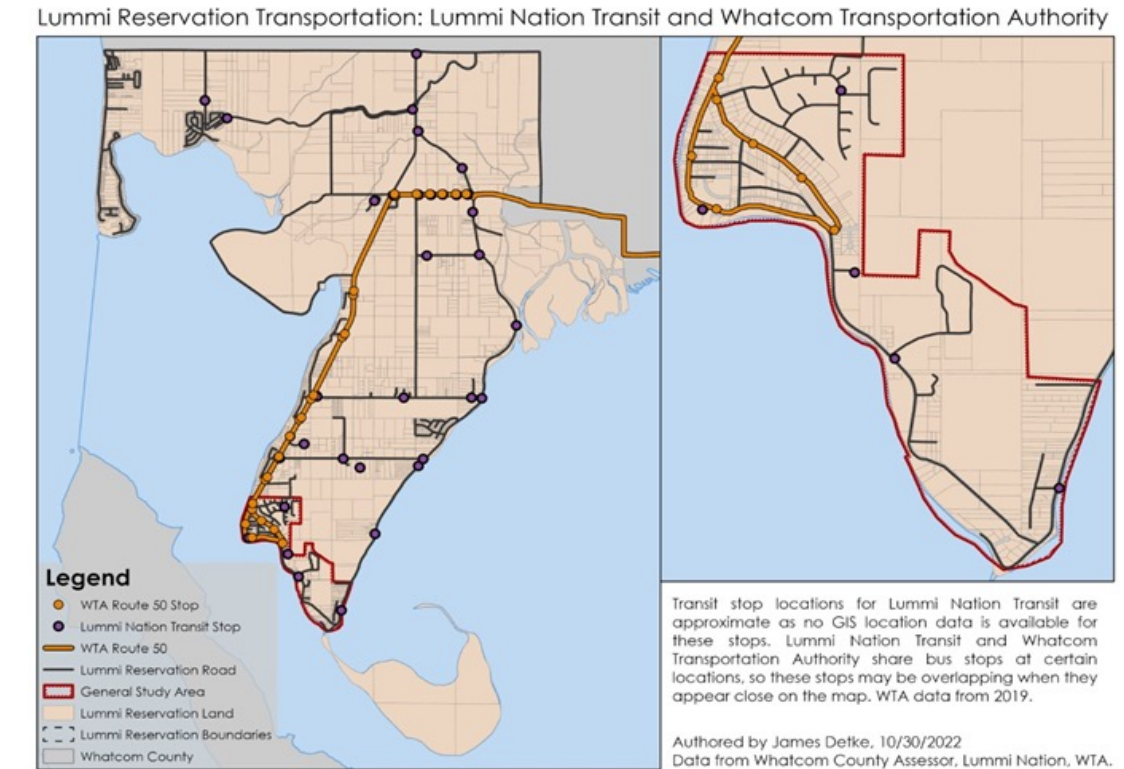 Lummi Reservation Transportation: Lummi Nation Transit and Whatcom Transportation Authority
Legend
WTA Route 50 Stop
Lummi Nation Transit Stop
WTA Route 50
Lummi Reservation Road
General Study Area
Lummi Reservation Land
Lummi Reservation Boundaries
Whatcom County
Transit stop locations for Lummi Nation Transit are
approximate as no GIS location data is available for
these stops. Lummi Nation Transit and Whatcom
Transportation Authority share bus stops at certain
locations, so these stops may be overlapping when they
appear close on the map. WTA data from 2019.
Authored by James Detke, 10/30/2022
Data from Whatcom County Assessor, Lummi Nation, WTA.